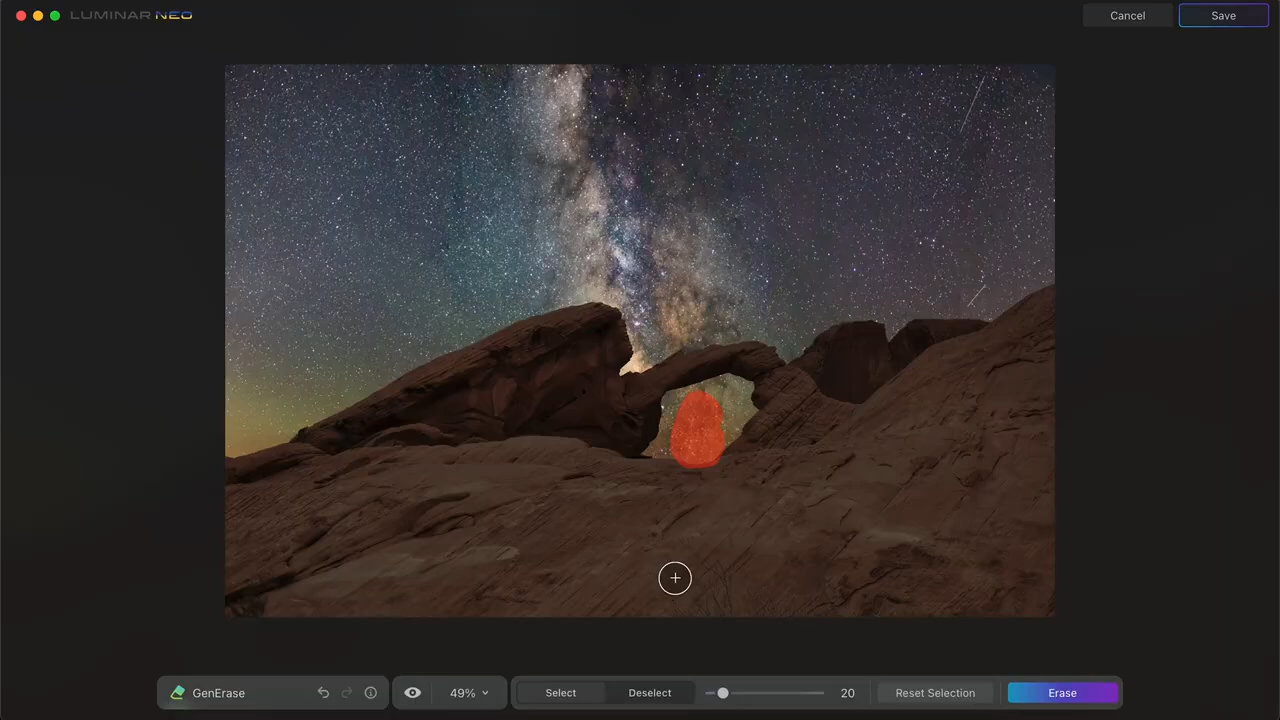 LUMINAR NEO
Cancel
Save
GenErase
49%
Select
Deselect
20
Reset Selection
Erase